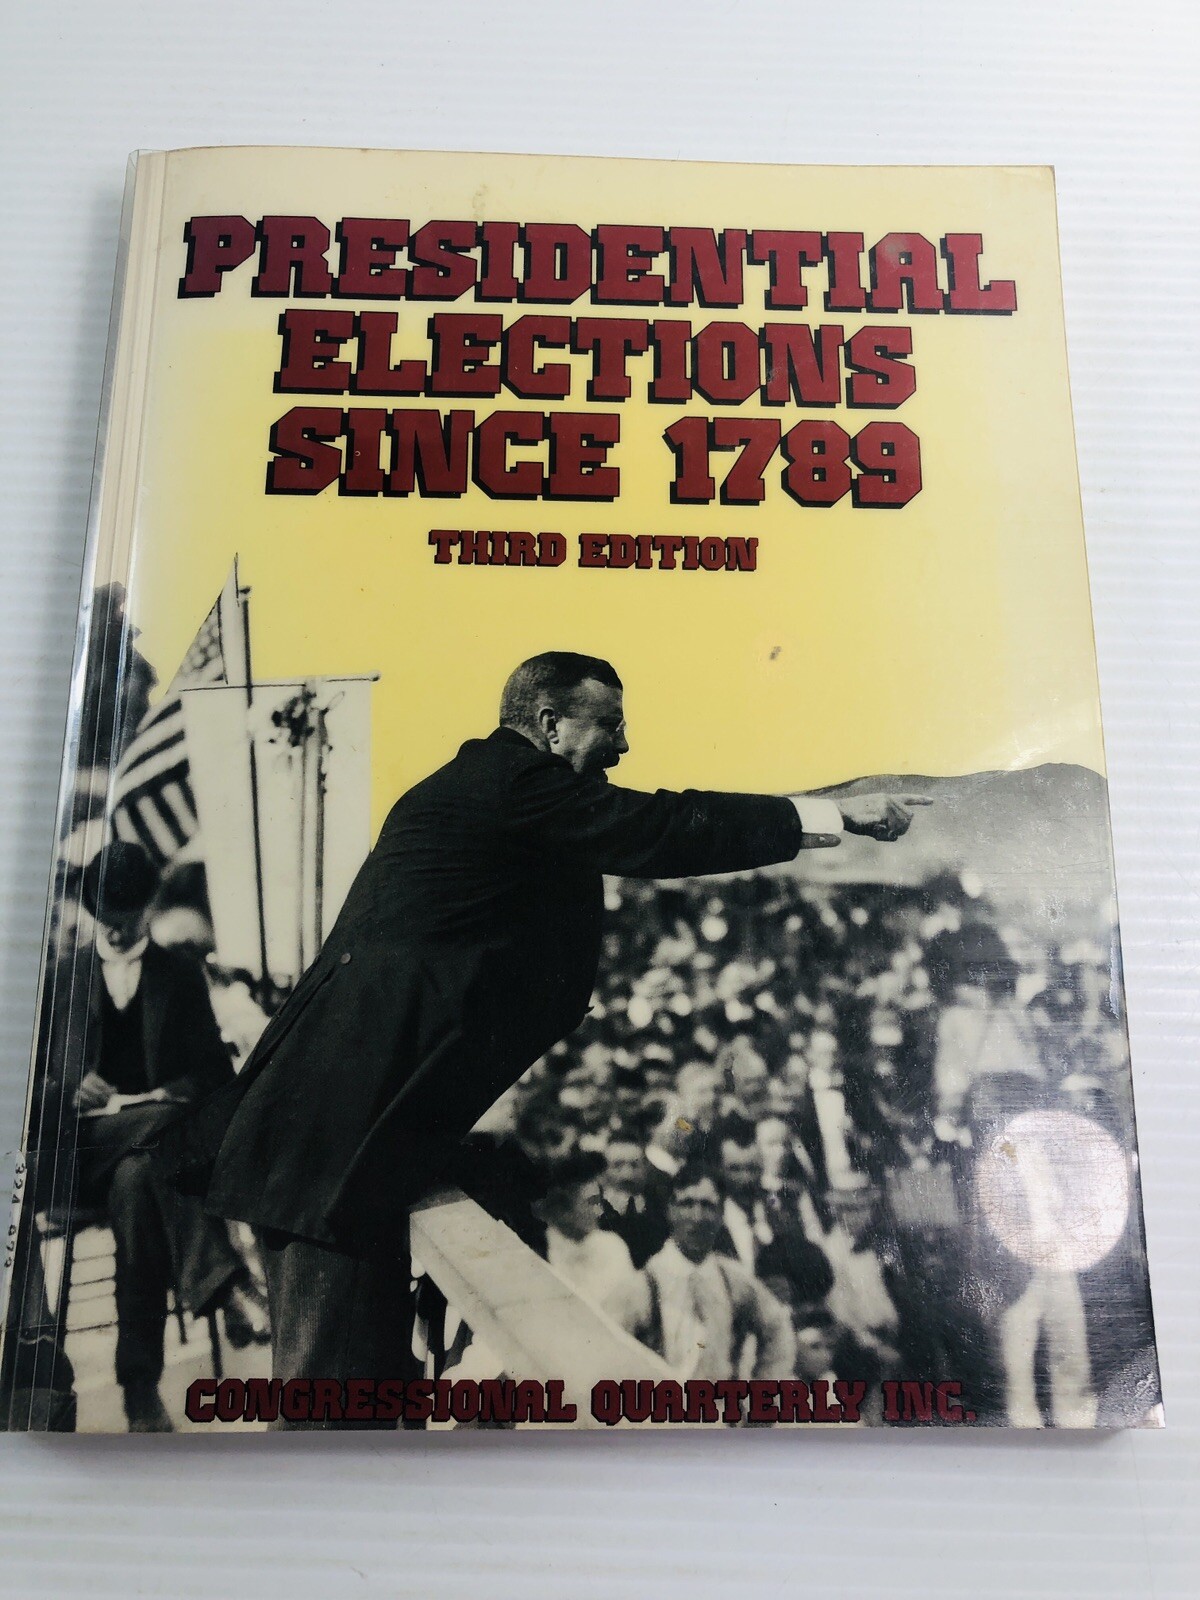 PRESIDENTIAL
ELECTIONS
SINCE 1789
THIRD EDITION
CONGRESSIONAL QUARTERLY INC.